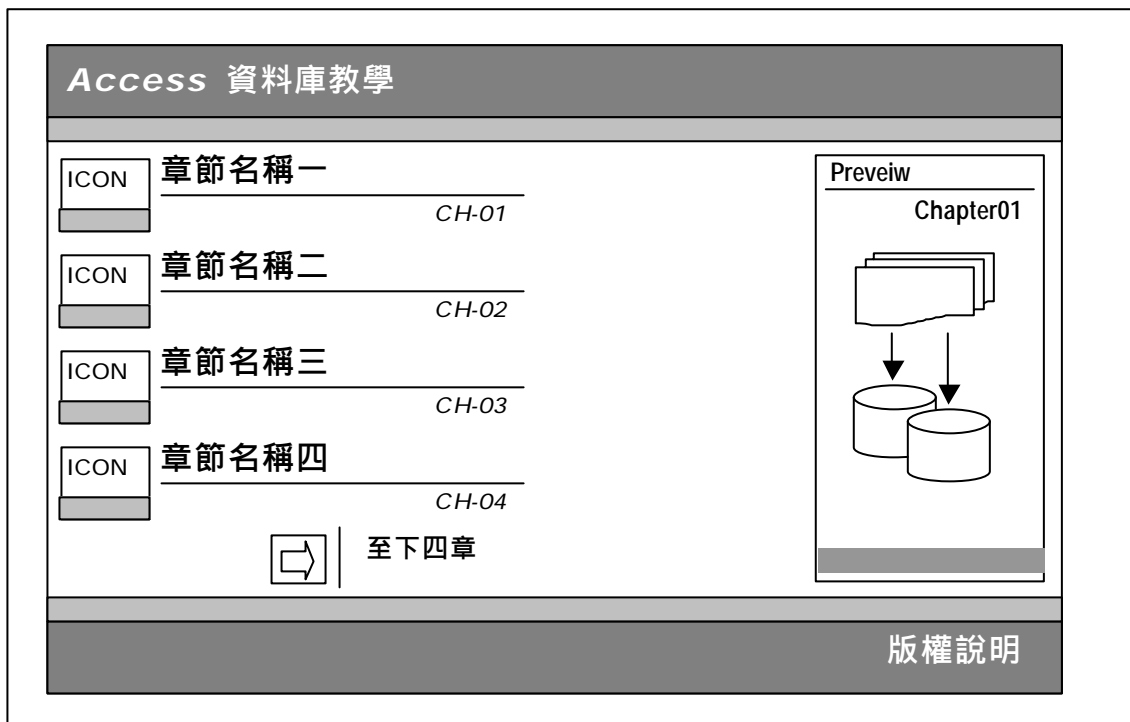 Access 資料庫教學
ICON
章節名稱一
CH-01
ICON
章節名稱二
CH-02
ICON
章節名稱三
CH-03
ICON
章節名稱四
CH-04
至下四章
Preveiw
Chapter01
版權說明